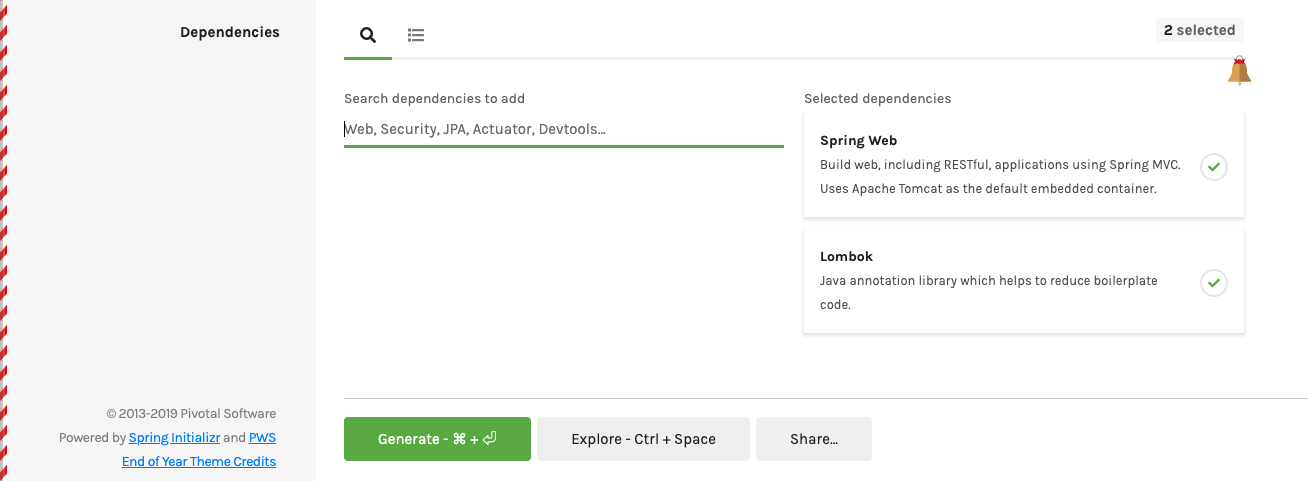 Dependencies
2 selected
Search dependencies to add
Web, Security, JPA, Actuator, Devtools...
Selected dependencies
Spring Web
Build web, including RESTful, applications using Spring MVC.
Uses Apache Tomcat as the default embedded container.
Lombok
Java annotation library which helps to reduce boilerplate
code.
© 2013-2019 Pivotal Software
Powered by Spring Initializr and PWS
End of Year Theme Credits
Generate - ⌘ + ⏎
Explore - Ctrl + Space
Share...